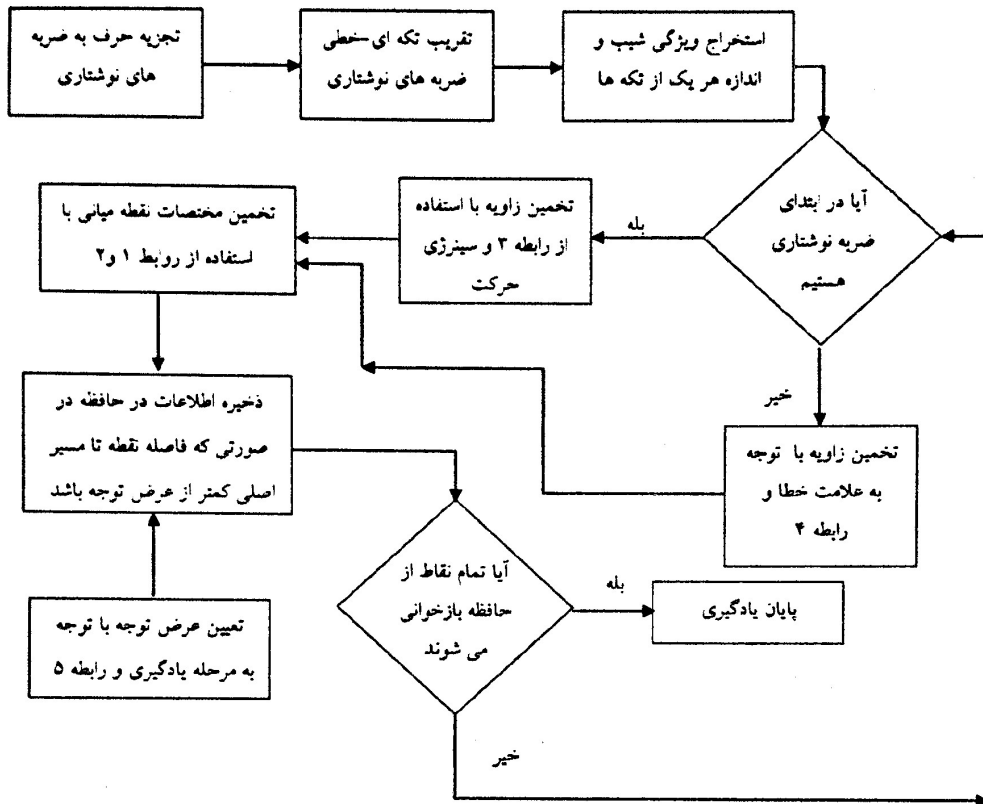 تجزیه حرف به ضربه
های نوشتاری
تقریب تکه ای-خطی
ضربه های نوشتاری
استخراج ویژگی شیب و
اندازه هر یک از تکه ها
آیا در ابتدای
ضربه نوشتاری
هستیم
بله
تخمین زاویه با استفاده
از رابطه ۳ و سینرژی
حرکت
تخمین مختصات نقطه میانی با
استفاده از روابط ۱ و۲
خیر
تخمین زاویه با توجه
به علامت خطا و
رابطه ۴
ذخیره اطلاعات در حافظه در
صورتی که فاصله نقطه تا مسیر
اصلی کمتر از عرض توجه باشد
تعیین عرض توجه با توجه
به مرحله یادگیری و رابطه ۵
آیا تمام نقاط از
حافظه بازخوانی
می شوند
بله
پایان یادگیری
خیر